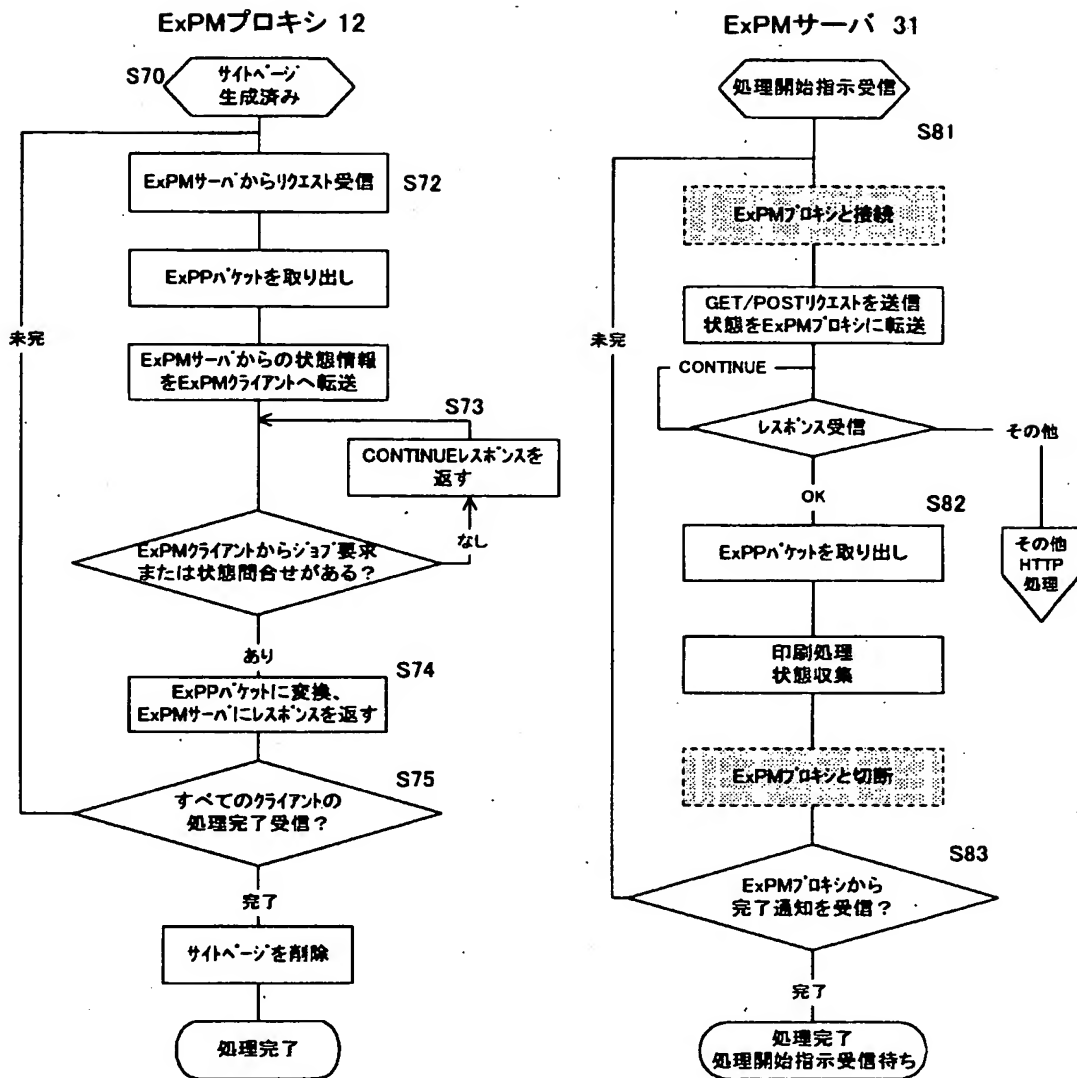 ExPMプロキシ 12
S70
サイトページ
生成済み
ExPMサーバからリクエスト受信
S72
ExPPパケットを取り出し
未完
ExPMサーバからの状態情報
をExPMクライアントへ転送
S73
CONTINUEレスポンスを
返す
なし
ExPMクライアントからジョブ要求
または状態問合せがある?
あり
S74
ExPPパケットに変換、
ExPMサーバにレスポンスを返す
S75
すべてのクライアントの
処理完了受信?
完了
サイトページを削除
処理完了
ExPMサーバ 31
処理開始指示受信
S81
ExPMプロキシと接続
GET/POSTリクエストを送信
状態をExPMプロキシに転送
未完
CONTINUE
レスポンス受信
その他
OK
S82
その他
HTTP
処理
ExPPパケットを取り出し
印刷処理
状態収集
ExPMプロキシと切断
S83
ExPMプロキシから
完了通知を受信?
完了
処理完了
処理開始指示受信待ち